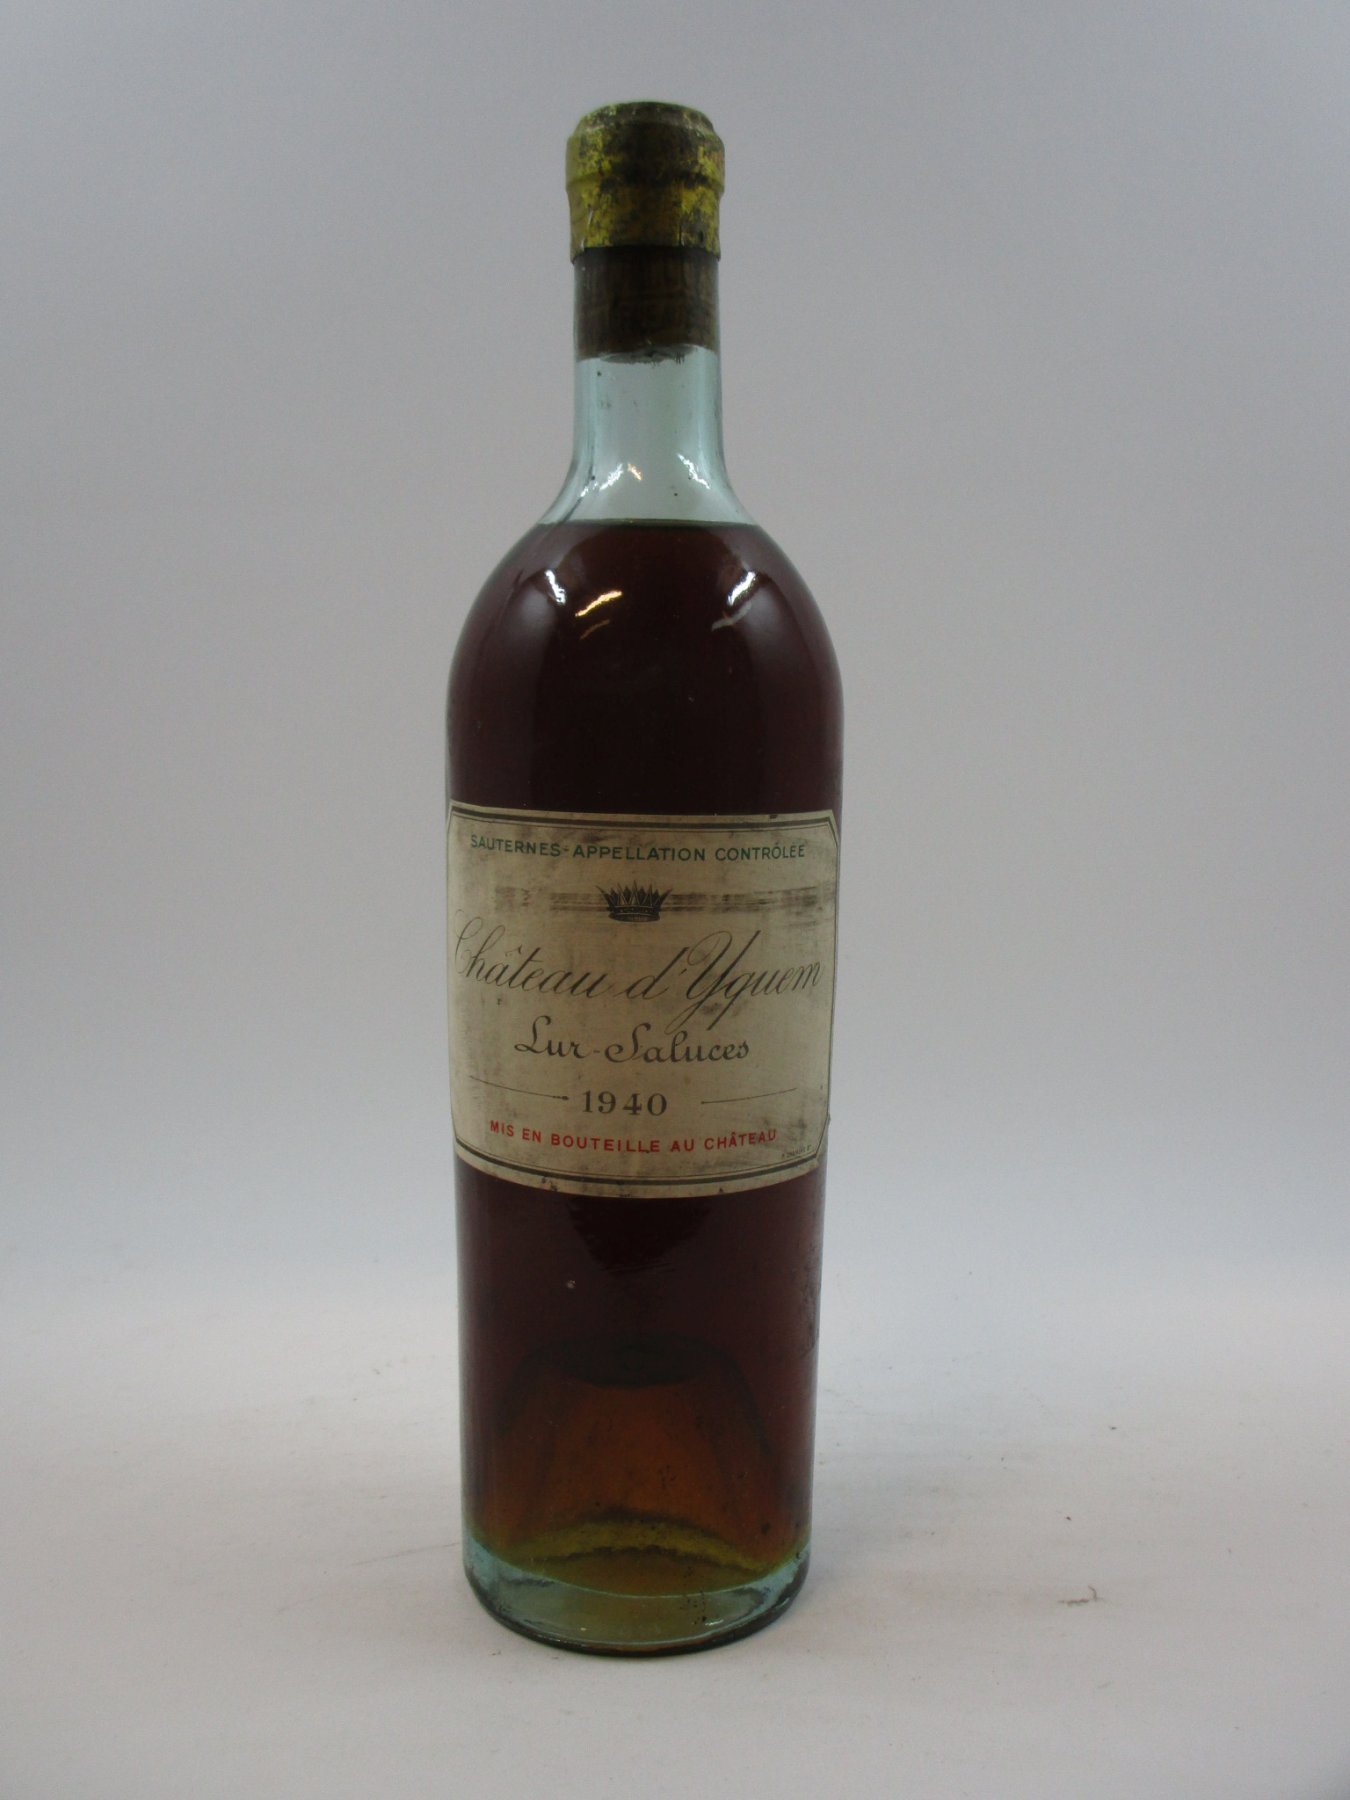 SAUTERNES-APPELLATION CONTRÔLÉE
Château d'Yquem
Lur-Saluces
1940
MIS EN BOUTEILLE AU CHÂTEAU